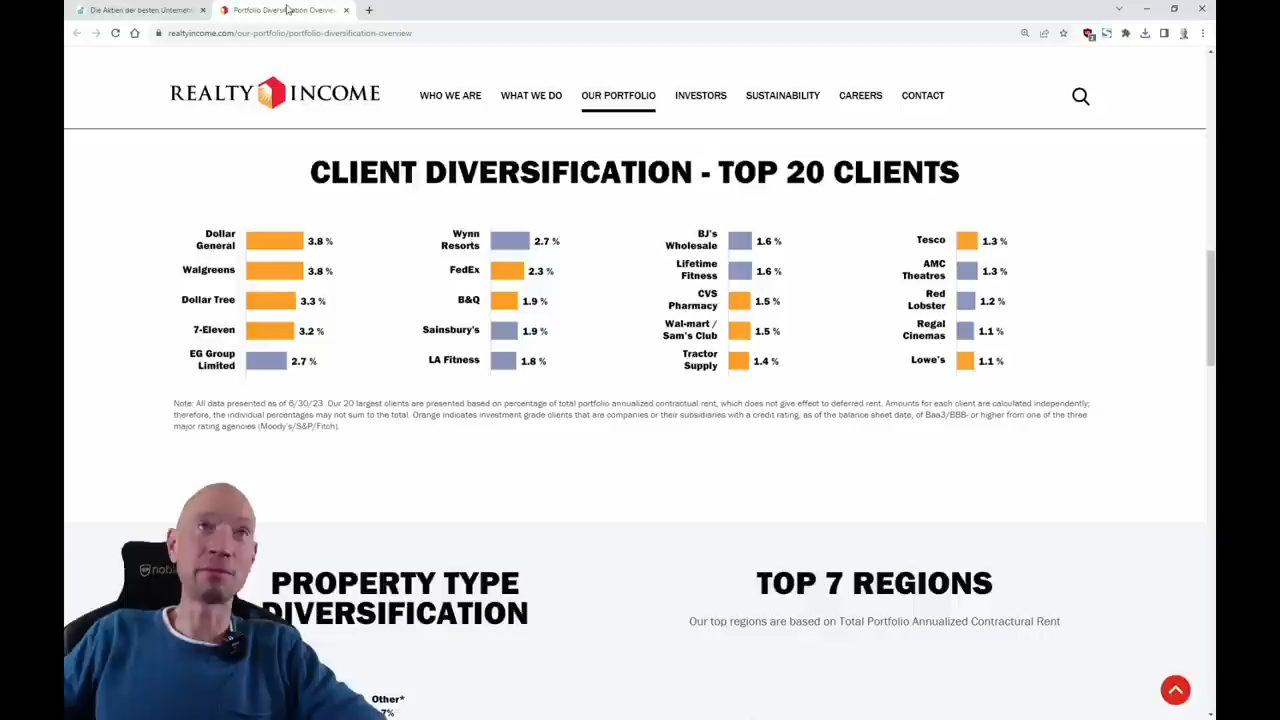 Die Aktien der besten Unterneh
Portfolio Diversification Overview
realtyincome.com/our-portfolio/portfolio-diversification-overview
REALTY INCOME
WHO WE ARE
WHAT WE DO
OUR PORTFOLIO
INVESTORS
SUSTAINABILITY
CAREERS
CONTACT
CLIENT DIVERSIFICATION - TOP 20 CLIENTS
Dollar
General
3.8 %
Walgreens
3.8 %
Dollar Tree
3.3 %
7-Eleven
3.2 %
EG Group
Limited
2.7 %
Wynn
Resorts
2.7 %
FedEx
2.3 %
B&Q
1.9 %
Sainsbury's
1.9 %
LA Fitness
1.8 %
BJ's
Wholesale
1.6 %
Lifetime
Fitness
1.6 %
CVS
Pharmacy
1.5 %
Wal-mart /
Sam's Club
1.5 %
Tractor
Supply
1.4 %
Tesco
1.3 %
AMC
Theatres
1.3 %
Red
Lobster
1.2 %
Regal
Cinemas
1.1 %
Lowe's
1.1 %
Note: All data presented as of 6/30/23. Our 20 largest clients are presented based on percentage of total portfolio annualized contractual rent, which does not give effect to deferred rent. Amounts for each client are calculated independently;
therefore, the individual percentages may not sum to the total. Orange indicates investment grade clients that are companies or their subsidiaries with a credit rating, as of the balance sheet date, of Baa3/BBB- or higher from one of the three
major rating agencies (Moody's/S&P/Fitch).
PROPERTY TYPE
DIVERSIFICATION
Other*
TOP 7 REGIONS
Our top regions are based on Total Portfolio Annualized Contractural Rent